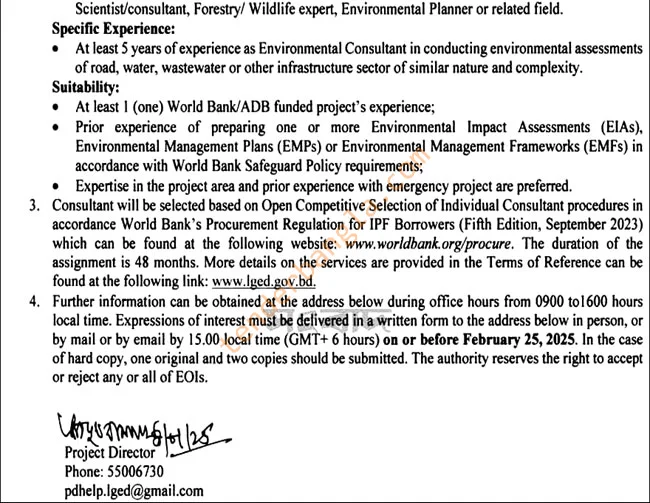 Scientist/consultant, Forestry/ Wildlife expert, Environmental Planner or related field.
Specific Experience:
• At least 5 years of experience as Environmental Consultant in conducting environmental assessments
of road, water, wastewater or other infrastructure sector of similar nature and complexity.
Suitability:
• At least 1 (one) World Bank/ADB funded project's experience;
• Prior experience of preparing one or more Environmental Impact Assessments (EIAs),
Environmental Management Plans (EMPs) or Environmental Management Frameworks (EMFs) in
accordance with World Bank Safeguard Policy requirements;
• Expertise in the project area and prior experience with emergency project are preferred.
3. Consultant will be selected based on Open Competitive Selection of Individual Consultant procedures in
accordance World Bank's Procurement Regulation for IPF Borrowers (Fifth Edition, September 2023)
which can be found at the following website: www.worldbank.org/procure. The duration of the
assignment is 48 months. More details on the services are provided in the Terms of Reference can be
found at the following link: www.lged.gov.bd.
4. Further information can be obtained at the address below during office hours from 0900 to1600 hours
local time. Expressions of interest must be delivered in a written form to the address below in person, or
by mail or by email by 15.00 local time (GMT+ 6 hours) on or before February 25, 2025. In the case
of hard copy, one original and two copies should be submitted. The authority reserves the right to accept
or reject any or all of EOIs.
Project Director
Phone: 55006730
pdhelp.lged@gmail.com
tenderbangla.com